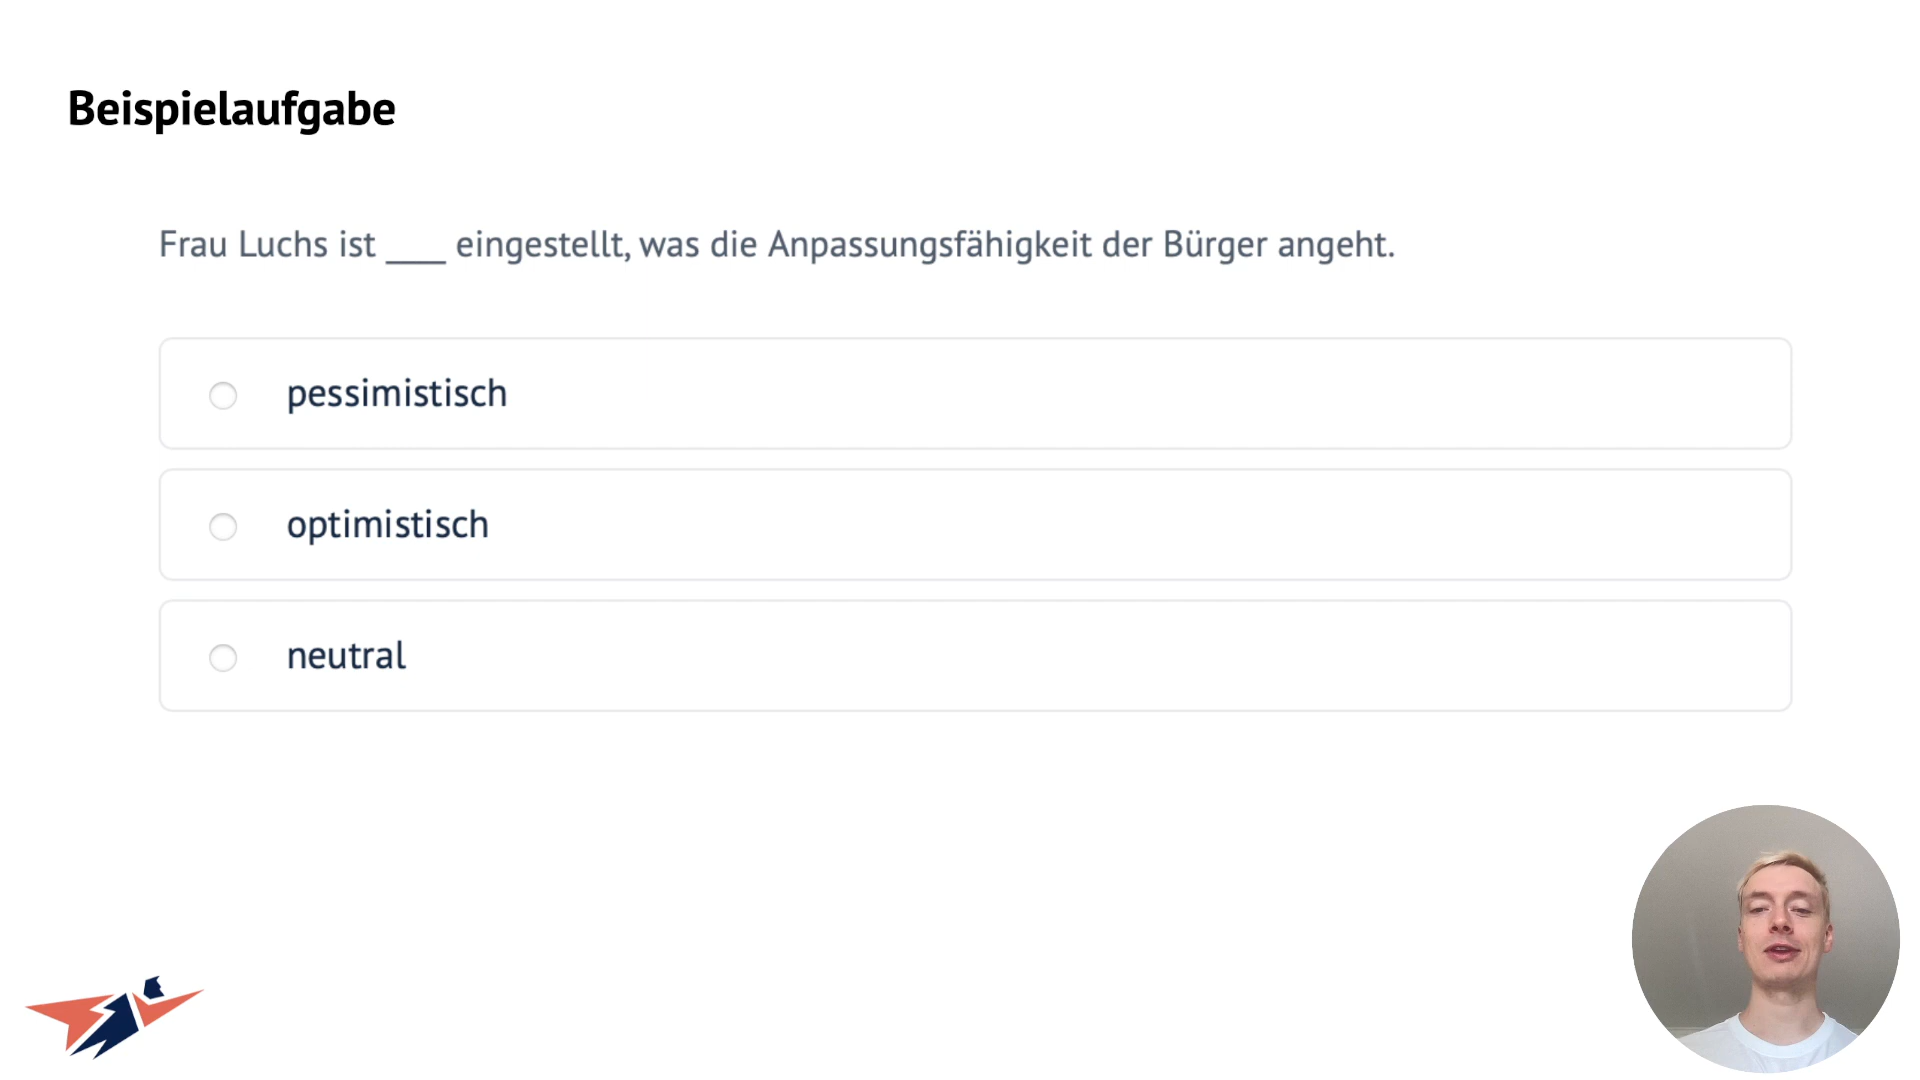 Beispielaufgabe
Frau Luchs ist ____ eingestellt, was die Anpassungsfähigkeit der Bürger angeht.
pessimistisch
optimistisch
neutral